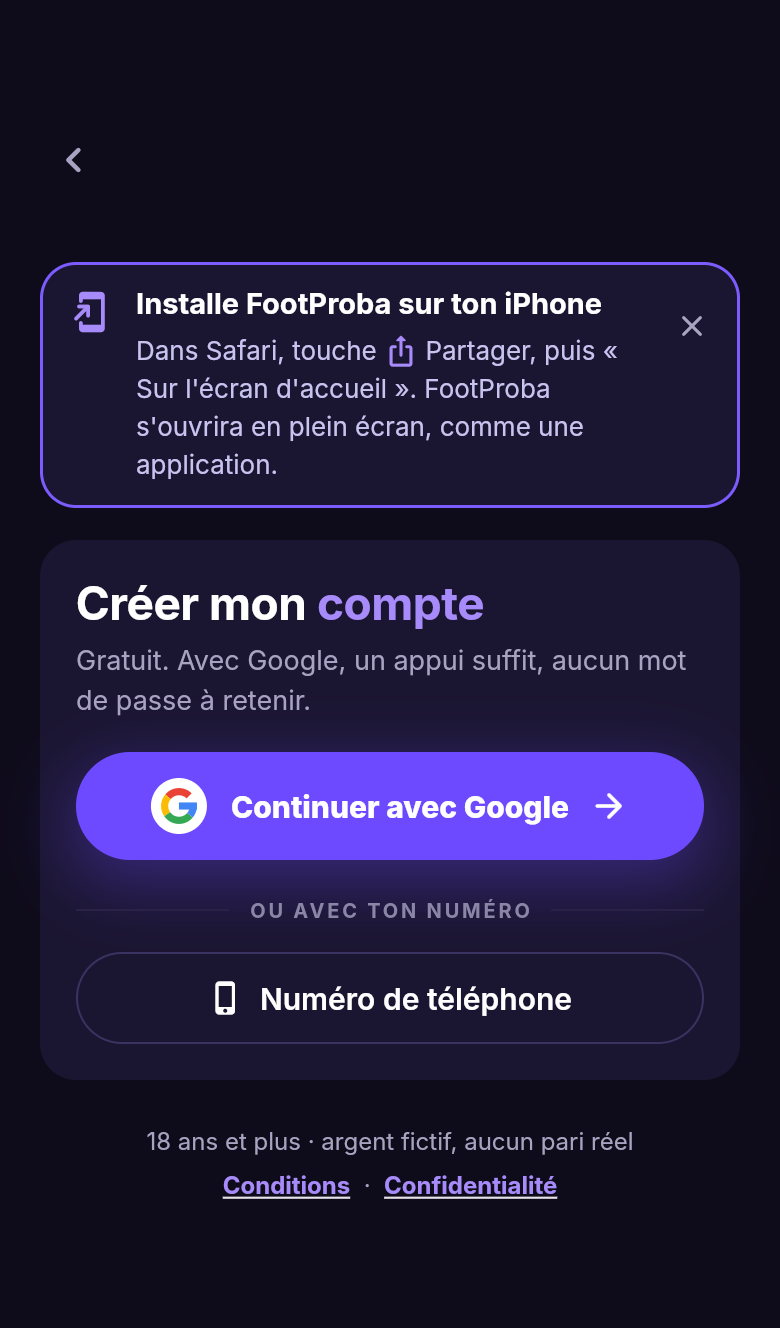 Installe FootProba sur ton iPhone
Dans Safari, touche Partager, puis «
Sur l'écran d'accueil ». FootProba
s'ouvrira en plein écran, comme une
application.
Créer mon compte
Gratuit. Avec Google, un appui suffit, aucun mot
de passe à retenir.
Continuer avec Google
OU AVEC TON NUMÉRO
Numéro de téléphone
18 ans et plus · argent fictif, aucun pari réel
Conditions · Confidentialité